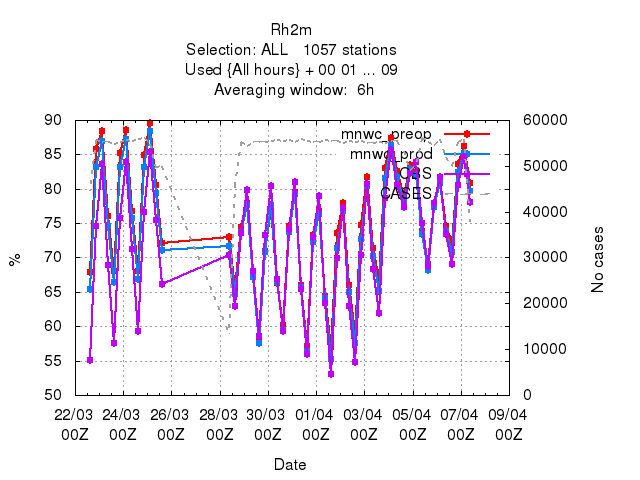 Rh2m
Selection: ALL 1057 stations
Used {All hours} + 00 01 ... 09
Averaging window: 6h
90 60000
mnwc_preop
85 mnwc_prod 50000
OBS
80 CASES
75 40000
70 % 30000 No cases
65 20000
60
55 10000
50 0
22/03 24/03 26/03 28/03 30/03 01/04 03/04 05/04 07/04 09/04
00Z 00Z 00Z 00Z 00Z 00Z 00Z 00Z 00Z 00Z
Date